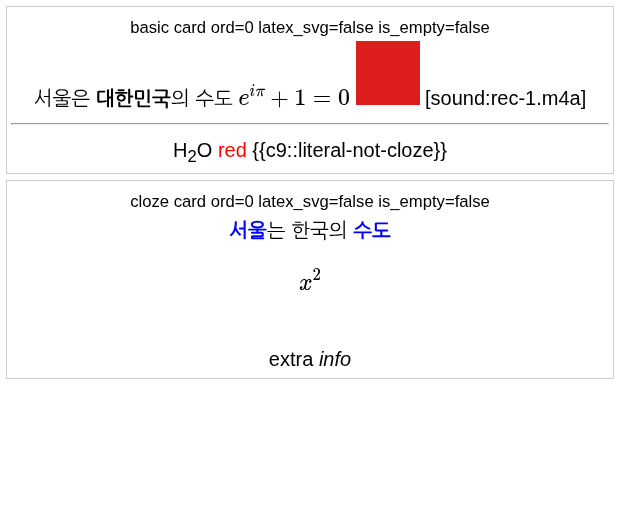 basic card ord=0 latex_svg=false is_empty=false
서울은 대한민국의 수도 e^{iπ} + 1 = 0 [sound:rec-1.m4a]
H₂O red {{c9::literal-not-cloze}}
cloze card ord=0 latex_svg=false is_empty=false
서울는 한국의 수도
x²
extra info